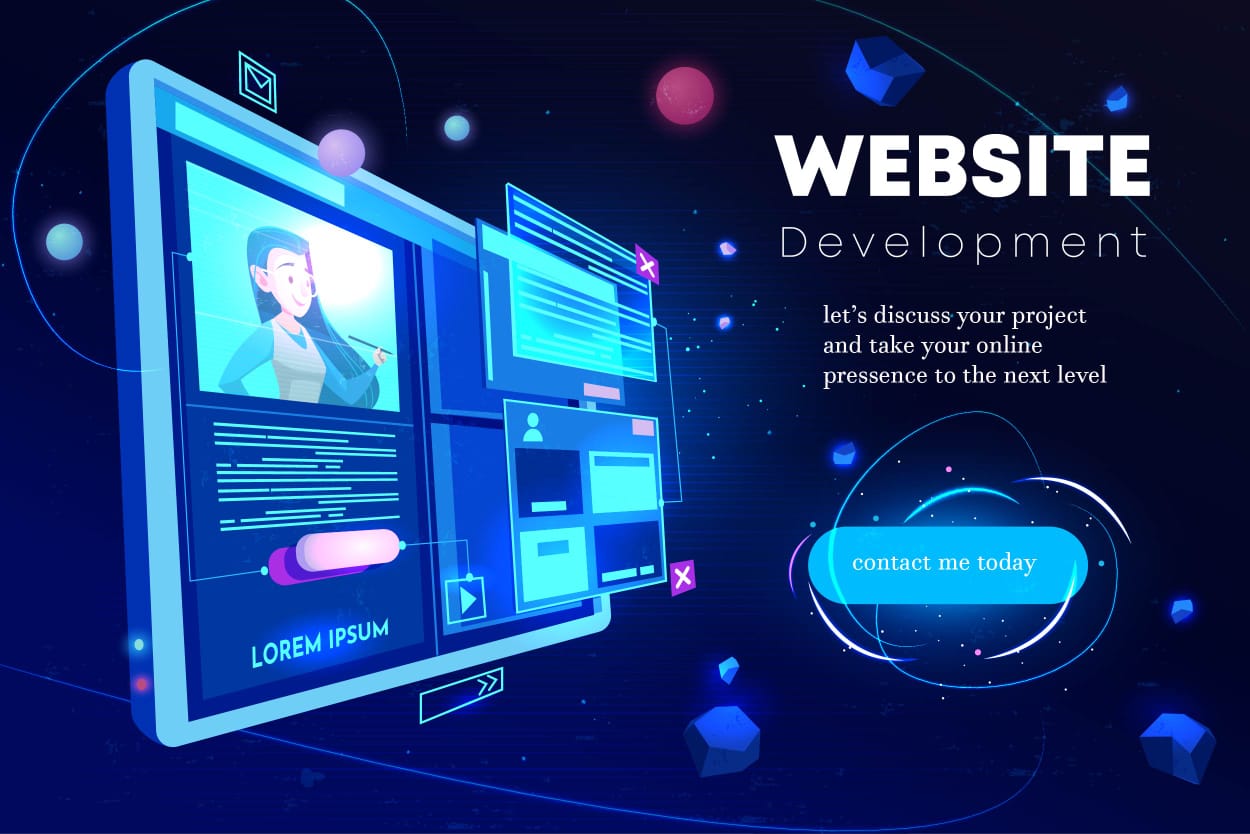 WEBSITE
Development
let’s discuss your project
and take your online
pressence to the next level
contact me today
LOREM IPSUM